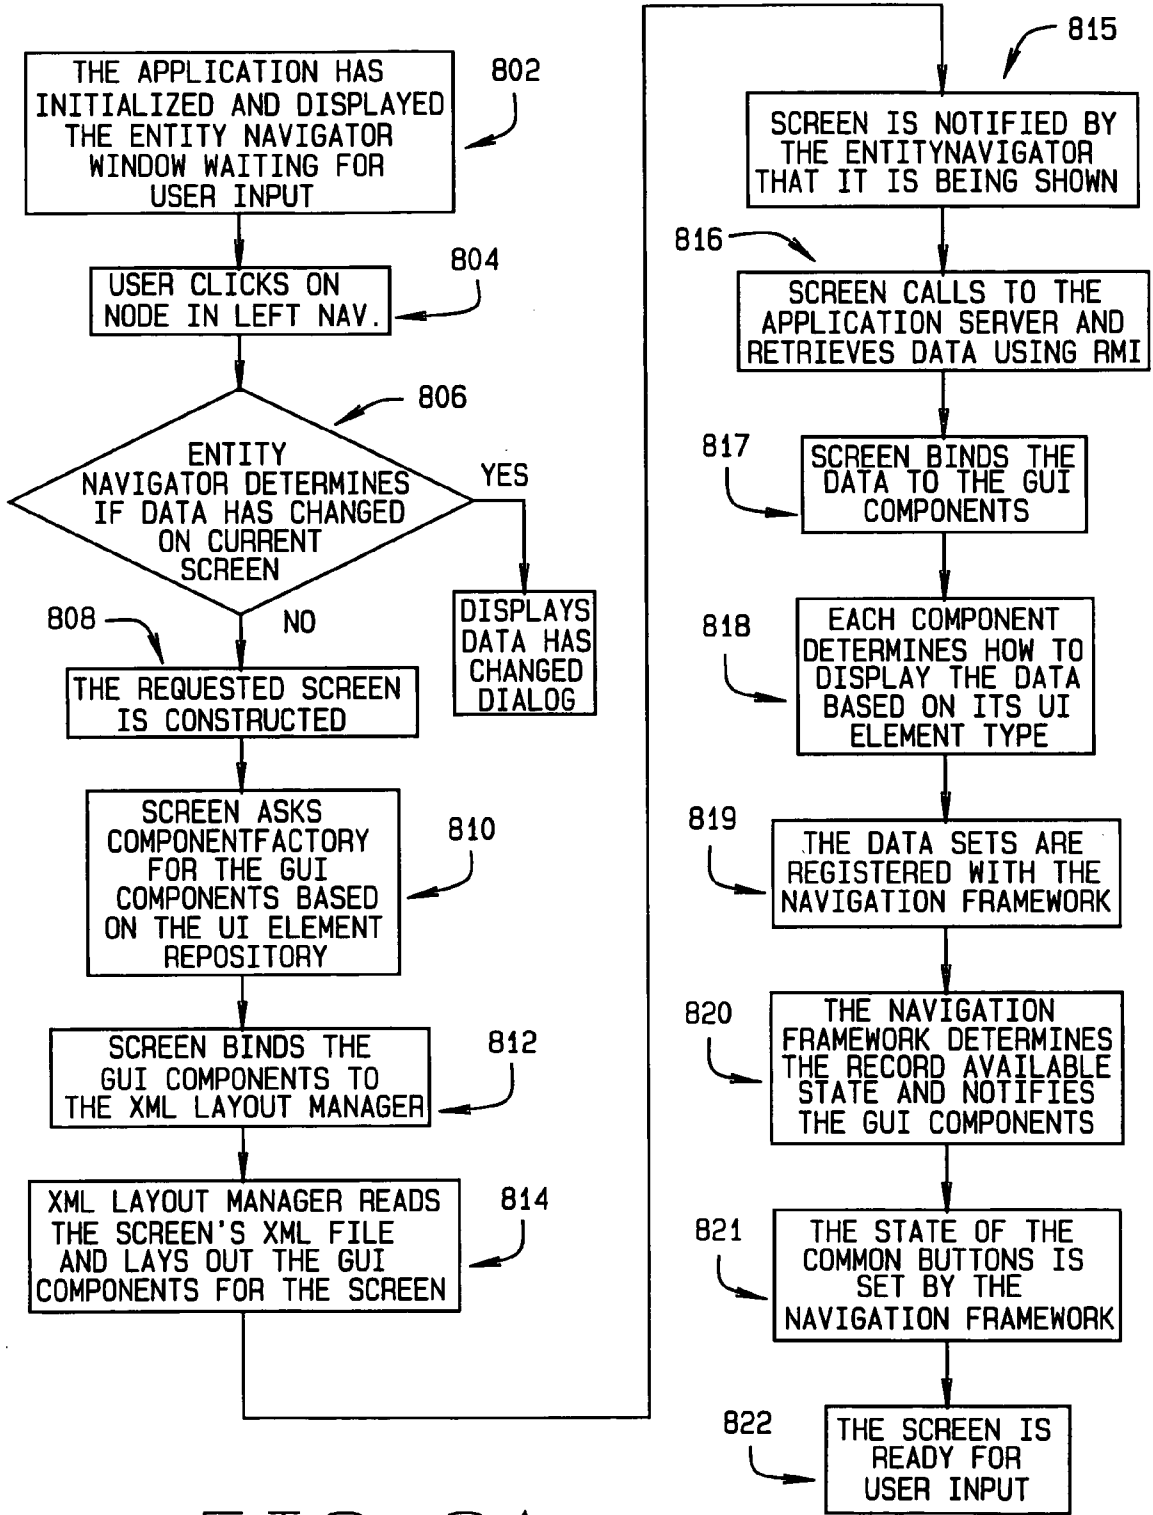 THE APPLICATION HAS
INITIALIZED AND DISPLAYED
THE ENTITY NAVIGATOR
WINDOW WAITING FOR
USER INPUT
802
USER CLICKS ON
NODE IN LEFT NAV.
804
ENTITY
NAVIGATOR DETERMINES
IF DATA HAS CHANGED
ON CURRENT
SCREEN
806
YES
DISPLAYS
DATA HAS
CHANGED
DIALOG
NO
808
THE REQUESTED SCREEN
IS CONSTRUCTED
SCREEN ASKS
COMPONENTFACTORY
FOR THE GUI
COMPONENTS BASED
ON THE UI ELEMENT
REPOSITORY
810
SCREEN BINDS THE
GUI COMPONENTS TO
THE XML LAYOUT MANAGER
812
XML LAYOUT MANAGER READS
THE SCREEN'S XML FILE
AND LAYS OUT THE GUI
COMPONENTS FOR THE SCREEN
814
815
SCREEN IS NOTIFIED BY
THE ENTITYNAVIGATOR
THAT IT IS BEING SHOWN
816
SCREEN CALLS TO THE
APPLICATION SERVER AND
RETRIEVES DATA USING RMI
817
SCREEN BINDS THE
DATA TO THE GUI
COMPONENTS
818
EACH COMPONENT
DETERMINES HOW TO
DISPLAY THE DATA
BASED ON ITS UI
ELEMENT TYPE
819
THE DATA SETS ARE
REGISTERED WITH THE
NAVIGATION FRAMEWORK
820
THE NAVIGATION
FRAMEWORK DETERMINES
THE RECORD AVAILABLE
STATE AND NOTIFIES
THE GUI COMPONENTS
821
THE STATE OF THE
COMMON BUTTONS IS
SET BY THE
NAVIGATION FRAMEWORK
822
THE SCREEN IS
READY FOR
USER INPUT